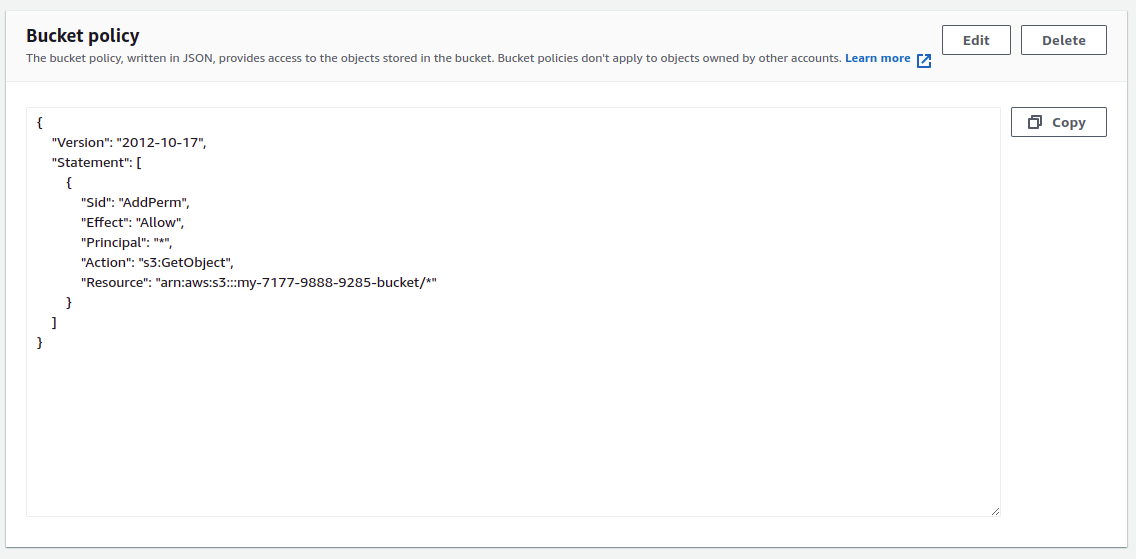 Bucket policy
Edit
Delete
The bucket policy, written in JSON, provides access to the objects stored in the bucket. Bucket policies don't apply to objects owned by other accounts. Learn more
Copy
{
    "Version": "2012-10-17",
    "Statement": [
        {
            "Sid": "AddPerm",
            "Effect": "Allow",
            "Principal": "*",
            "Action": "s3:GetObject",
            "Resource": "arn:aws:s3:::my-7177-9888-9285-bucket/*"
        }
    ]
}